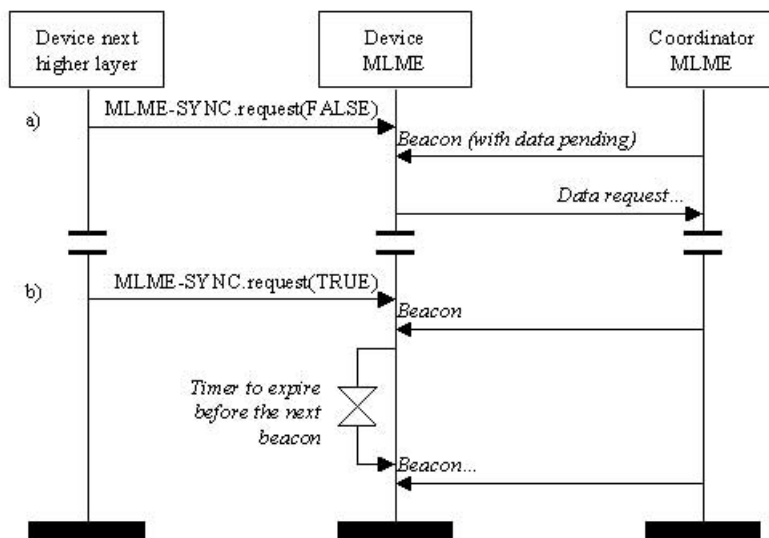 Device next
higher layer
Device
MLME
Coordinator
MLME
a)
MLME-SYNC.request(FALSE)
Beacon (with data pending)
Data request...
b)
MLME-SYNC.request(TRUE)
Beacon
Timer to expire
before the next
beacon
Beacon...